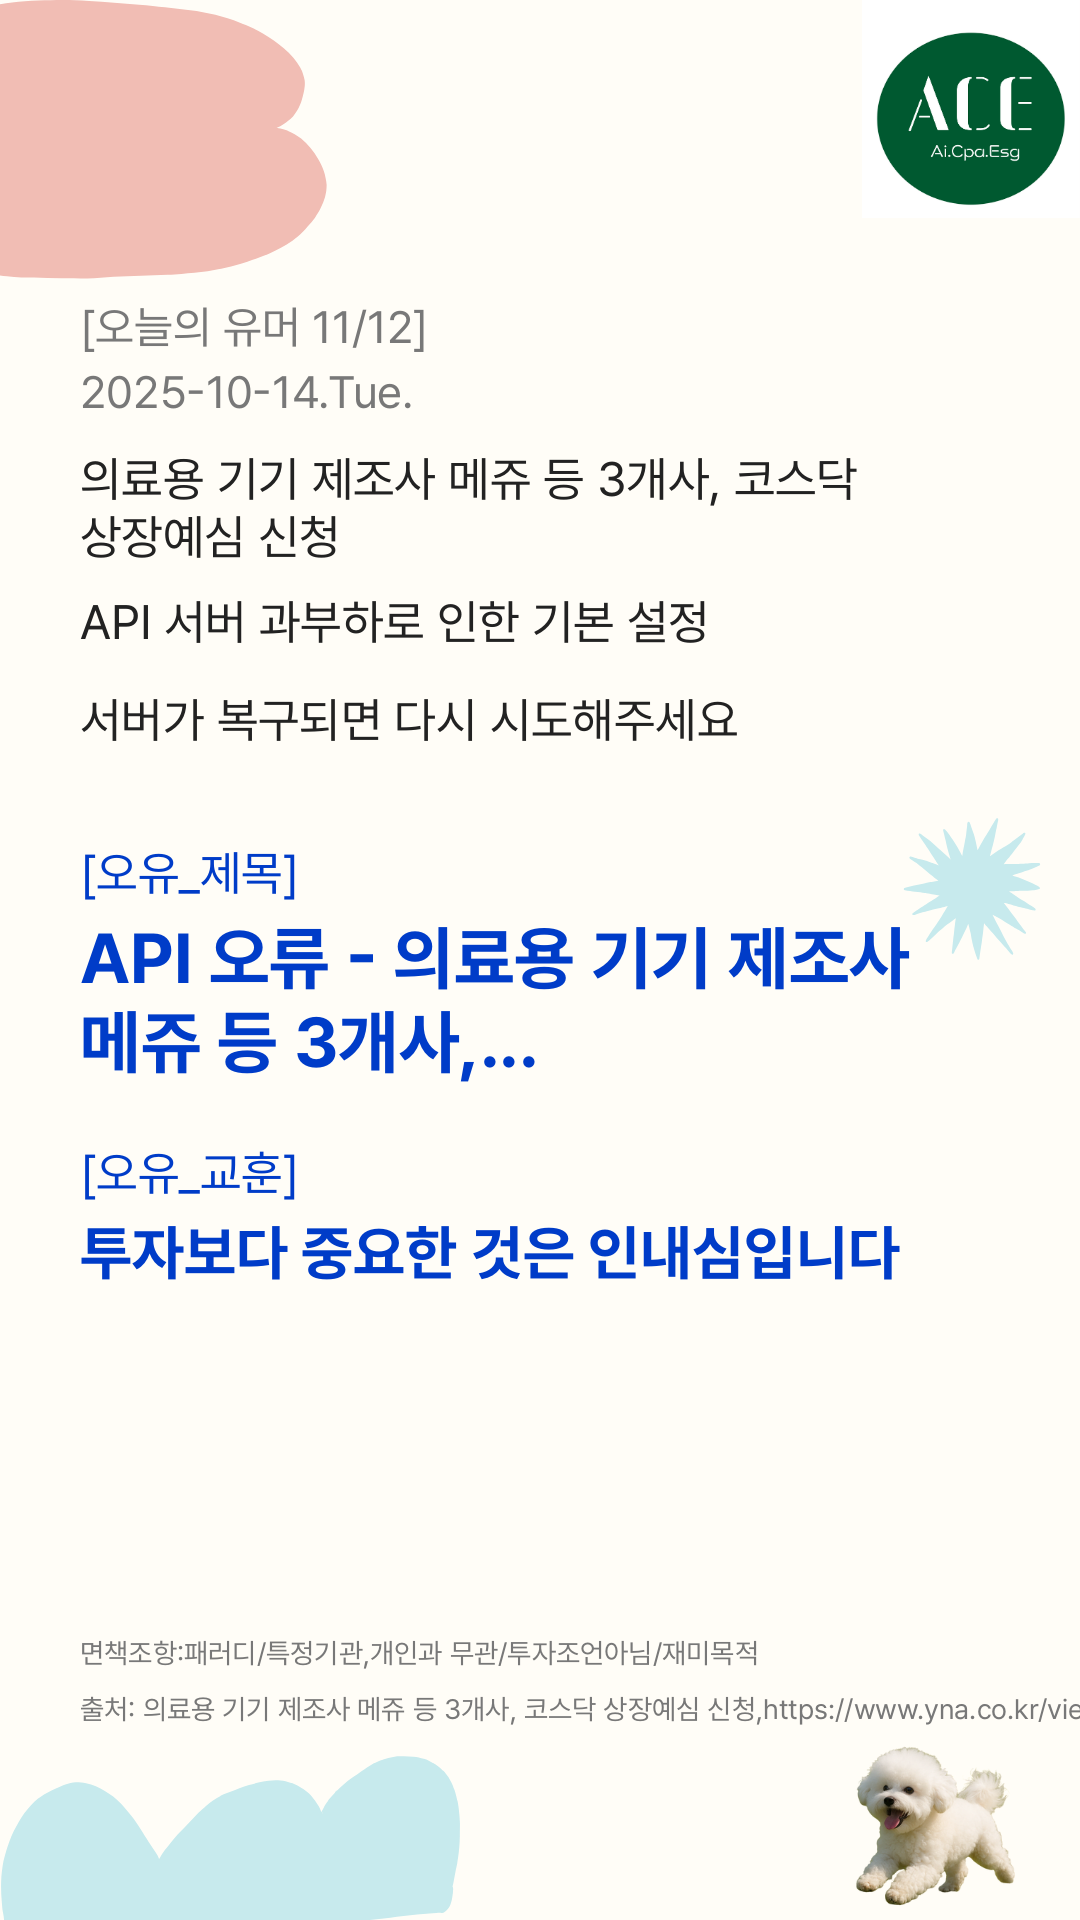 ACE
Ai.Cpa.Esg
[오늘의 유머 11/12]
2025-10-14.Tue.
의료용 기기 제조사 메쥬 등 3개사, 코스닥
상장예심 신청
API 서버 과부하로 인한 기본 설정
서버가 복구되면 다시 시도해주세요
[오유_제목]
API 오류 - 의료용 기기 제조사
메쥬 등 3개사,...
[오유_교훈]
투자보다 중요한 것은 인내심입니다
면책조항:패러디/특정기관,개인과 무관/투자조언아님/재미목적
출처: 의료용 기기 제조사 메쥬 등 3개사, 코스닥 상장예심 신청,https://www.yna.co.kr/vie